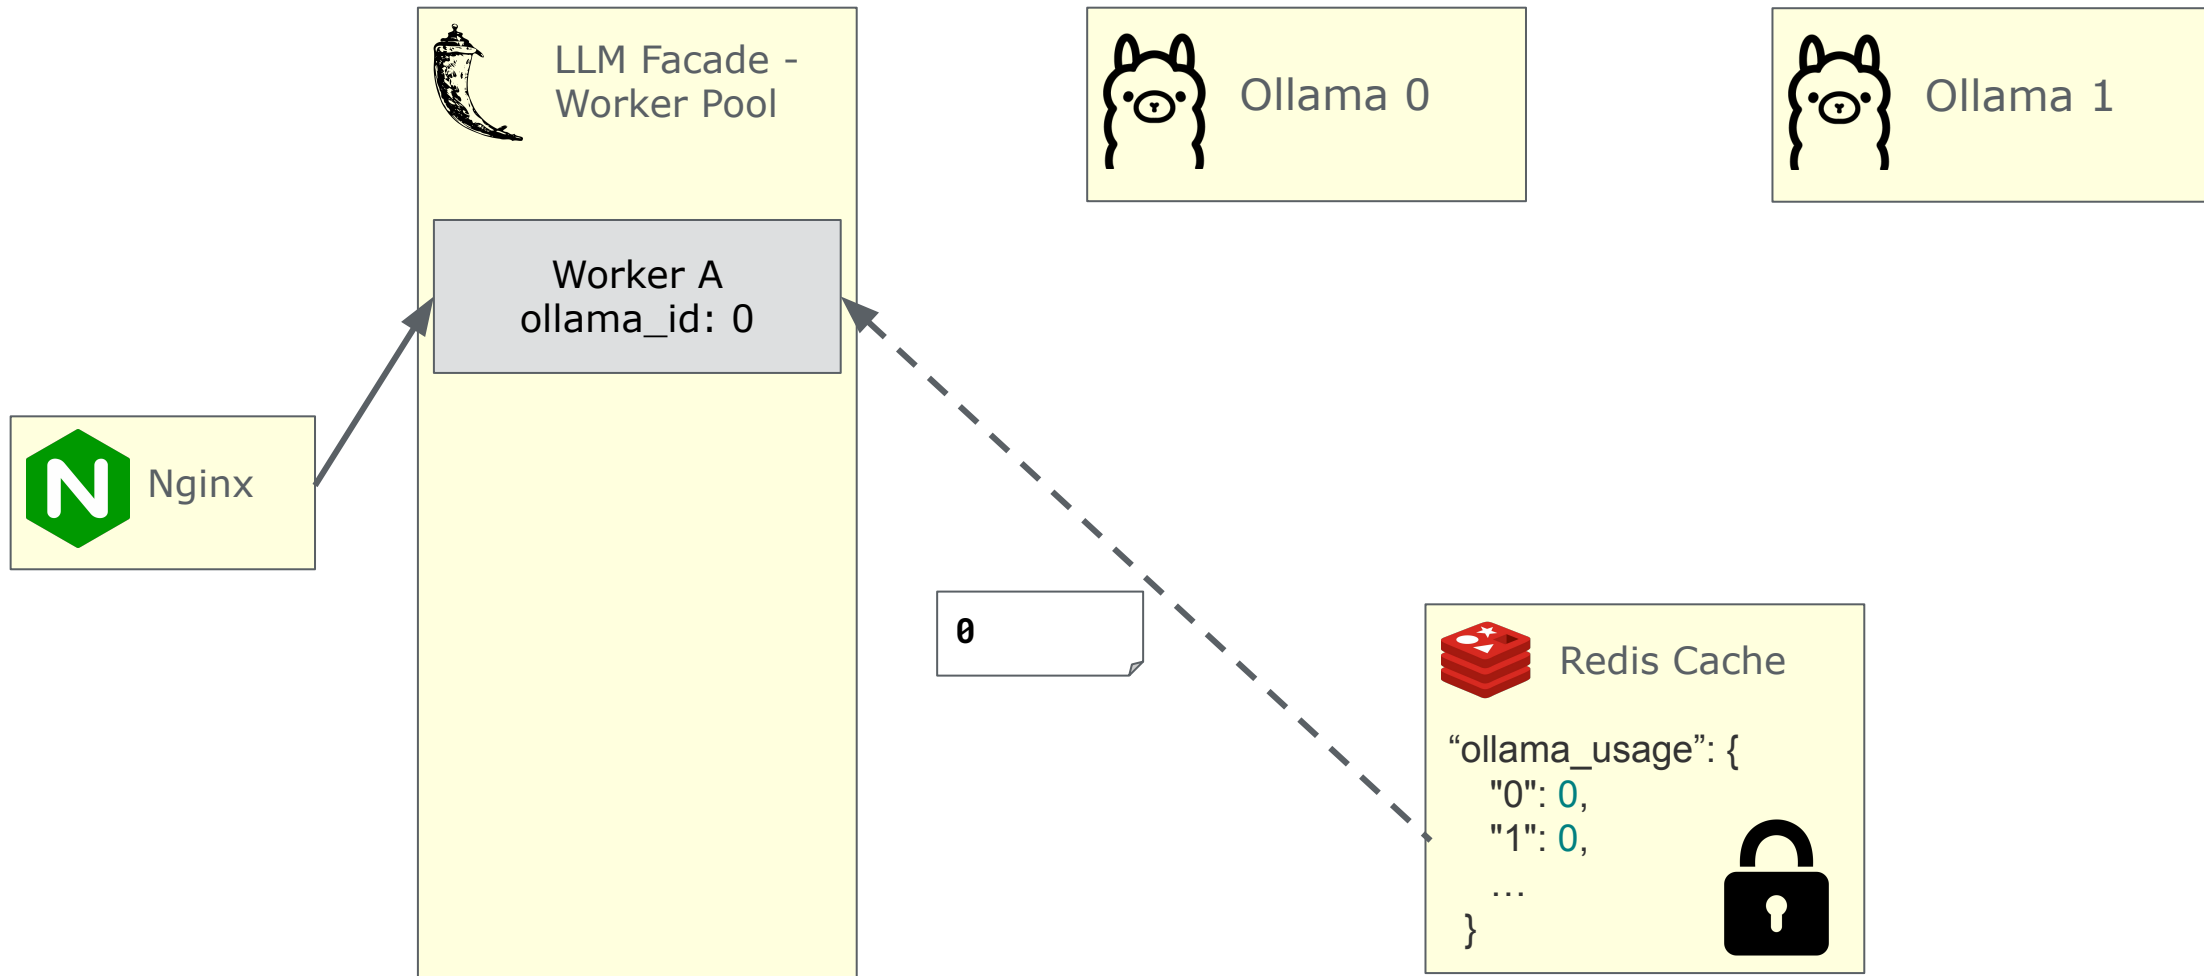 LLM Facade -
Worker Pool
Ollama 0
Ollama 1
Worker A
ollama_id: 0
N
Nginx
0
Redis Cache
“ollama_usage”: {
"0": 0,
"1": 0,
…
}